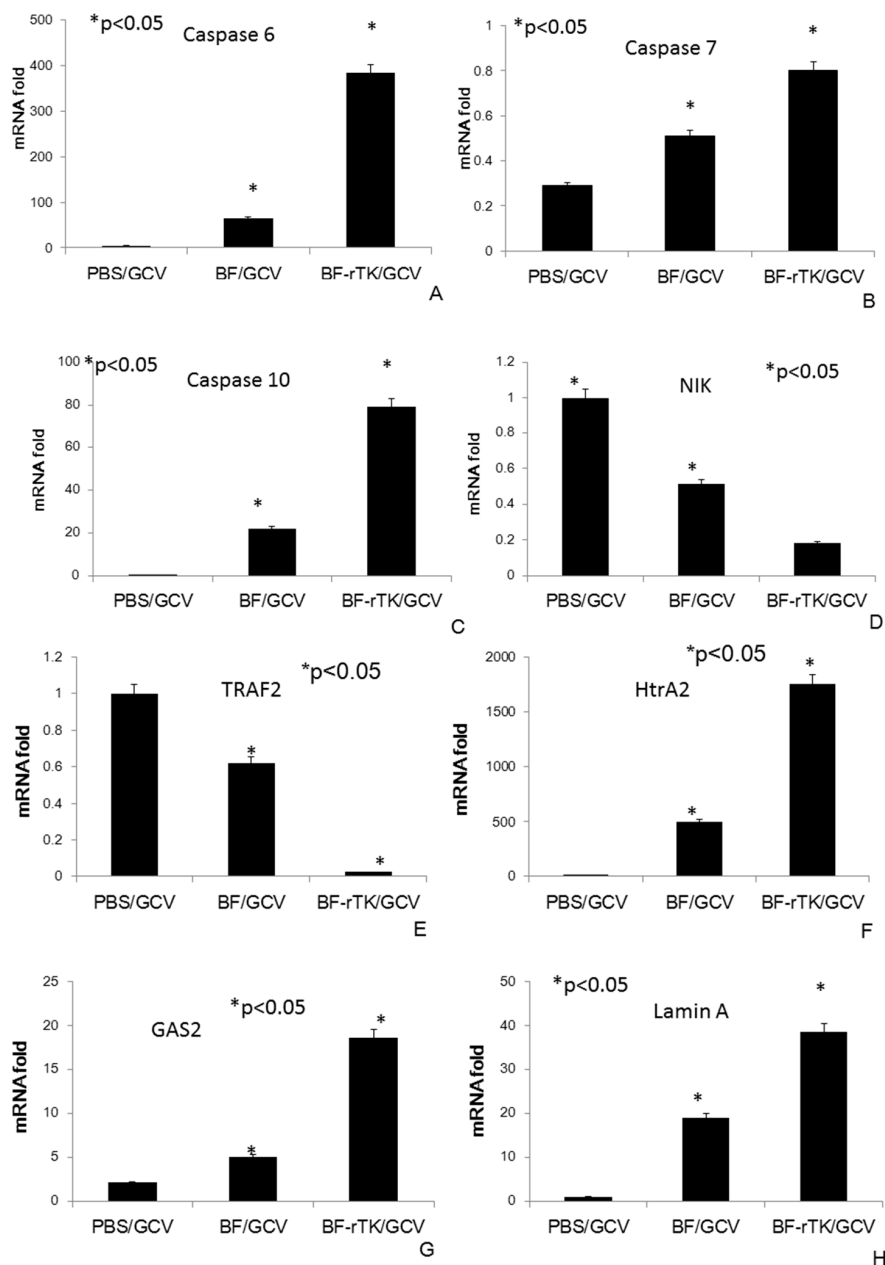 *p<0.05
Caspase 6
mRNA fold
500
400
300
200
100
0
*
*
PBS/GCV BF/GCV BF-rTK/GCV
A
*p<0.05
Caspase 7
mRNA fold
1
0.8
0.6
0.4
0.2
0
*
*
PBS/GCV BF/GCV BF-rTK/GCV
B
*p<0.05
Caspase 10
mRNA fold
100
80
60
40
20
0
*
*
PBS/GCV BF/GCV BF-rTK/GCV
C
NIK
*p<0.05
mRNA fold
1.2
1
0.8
0.6
0.4
0.2
0
*
*
PBS/GCV BF/GCV BF-rTK/GCV
D
TRAF2
*p<0.05
mRNAfold
1.2
1
0.8
0.6
0.4
0.2
0
*
*
PBS/GCV BF/GCV BF-rTK/GCV
E
*p<0.05
HtrA2
mRNAfold
2000
1500
1000
500
0
*
*
PBS/GCV BF/GCV BF-rTK/GCV
F
GAS2
*p<0.05
mRNAfold
25
20
15
10
5
0
*
*
PBS/GCV BF/GCV BF-rTK/GCV
G
*p<0.05
Lamin A
mRNAfold
50
40
30
20
10
0
*
*
PBS/GCV BF/GCV BF-rTK/GCV
H